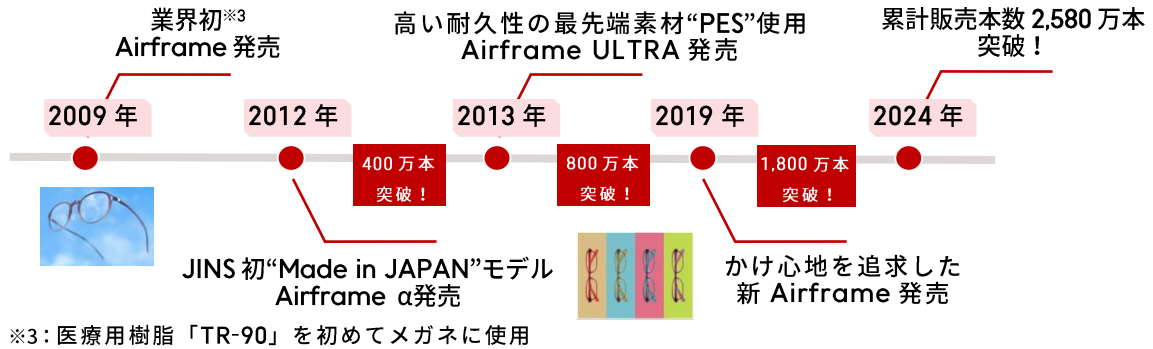 業界初※3
Airframe 発売
高い耐久性の最先端素材“PES”使用
Airframe ULTRA 発売
累計販売本数 2,580 万本
突破！
2009 年
2012 年
2013 年
2019 年
2024 年
400 万本
突破！
800 万本
突破！
1,800 万本
突破！
JINS 初“Made in JAPAN”モデル
Airframe α発売
かけ心地を追求した
新 Airframe 発売
※3：医療用樹脂「TR-90」を初めてメガネに使用